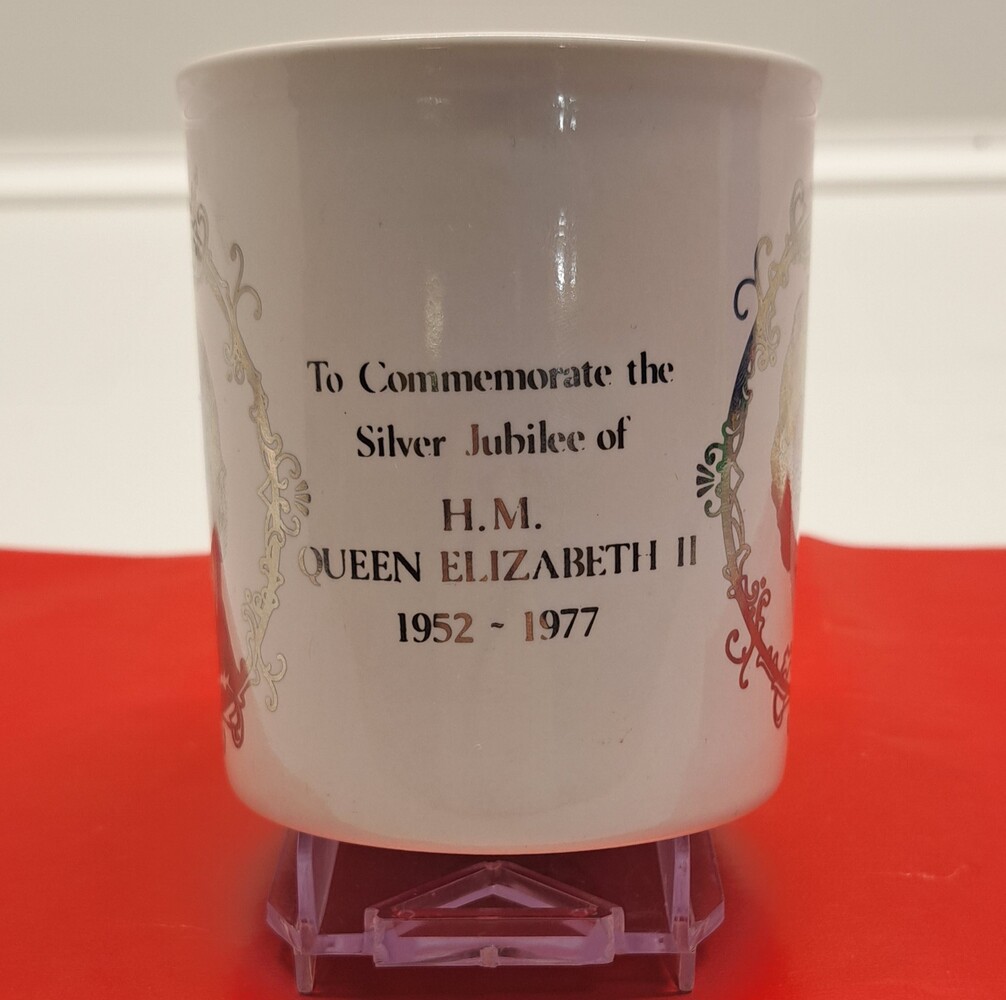 To Commemorate the
Silver Jubilee of
H.M.
QUEEN ELIZABETH II
1952 ~ 1977